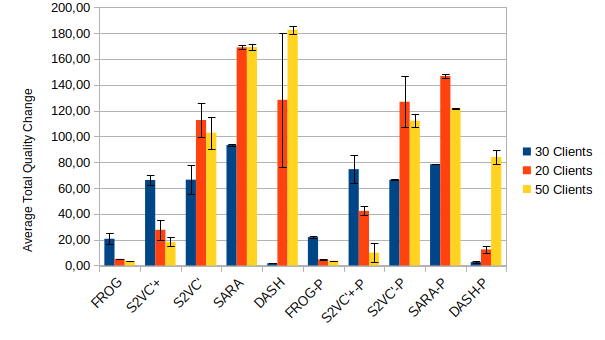 200,00
180,00
160,00
140,00
120,00
100,00
80,00
60,00
40,00
20,00
0,00
Average Total Quality Change
FROG
S2VC'+
S2VC'
SARA
DASH
FROG-P
S2VC'+-P
S2VC'-P
SARA-P
DASH-P
30 Clients
20 Clients
50 Clients